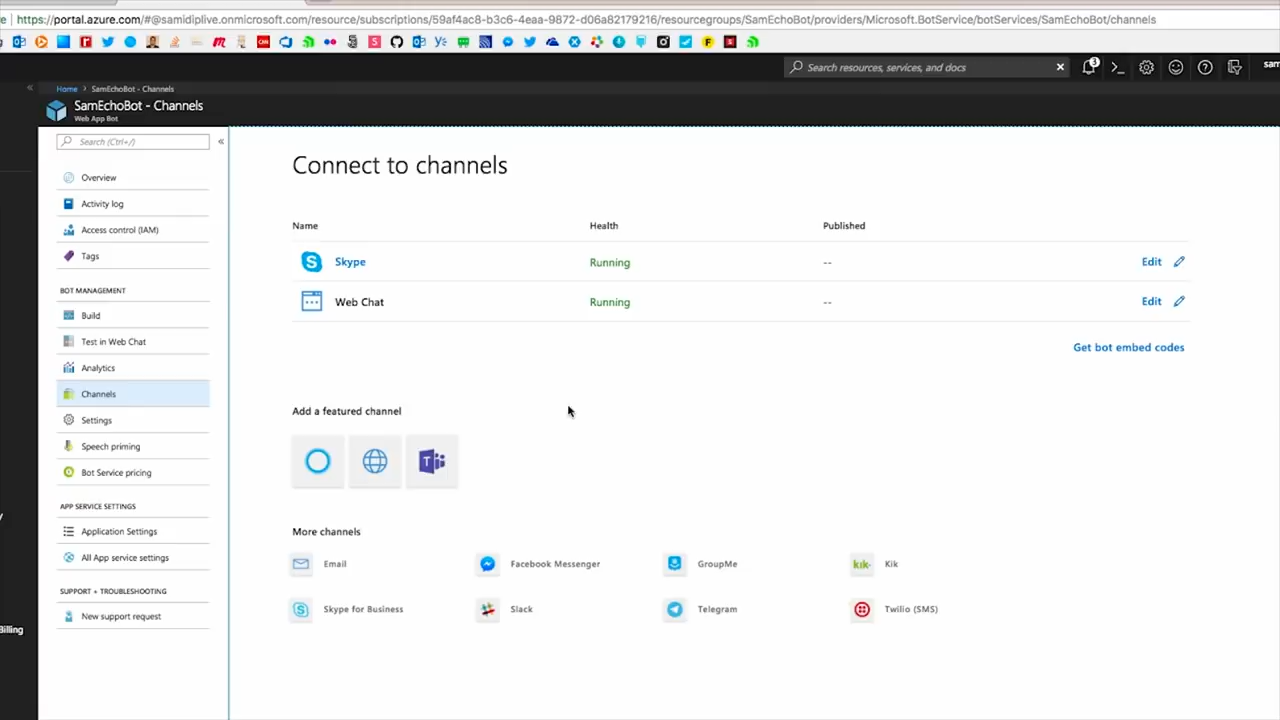 https://portal.azure.com/#@samidiplive.onmicrosoft.com/resource/subscriptions/59af4ac8-b3c6-4eaa-9872-d06a82179216/resourcegroups/SamEchoBot/providers/Microsoft.BotService/botServices/SamEchoBot/channels
Search resources, services, and docs
3
sam
Home > SamEchoBot - Channels
SamEchoBot - Channels
Web App Bot
Search (Ctrl+/)
Overview
Activity log
Access control (IAM)
Tags
BOT MANAGEMENT
Build
Test in Web Chat
Analytics
Channels
Settings
Speech priming
Bot Service pricing
APP SERVICE SETTINGS
Application Settings
All App service settings
SUPPORT + TROUBLESHOOTING
New support request
Billing
Connect to channels
Name Health Published
Skype Running -- Edit
Web Chat Running -- Edit
Get bot embed codes
Add a featured channel
More channels
Email Facebook Messenger GroupMe kik Kik
Skype for Business Slack Telegram Twilio (SMS)